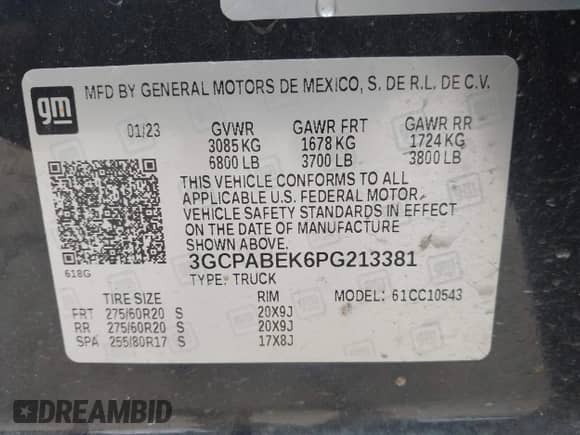 gm
MFD BY GENERAL MOTORS DE MEXICO, S. DE R.L. DE C.V.
01/23 GVWR GAWR FRT GAWR RR
3085 KG 1678 KG 1724 KG
6800 LB 3700 LB 3800 LB
THIS VEHICLE CONFORMS TO ALL
APPLICABLE U.S. FEDERAL MOTOR
VEHICLE SAFETY STANDARDS IN EFFECT
ON THE DATE OF MANUFACTURE
SHOWN ABOVE.
618G
3GCPABEK6PG213381
TYPE: TRUCK
TIRE SIZE RIM MODEL: 61CC10543
FRT 275/60R20 S 20X9J
RR 275/60R20 S 20X9J
SPA 255/80R17 S 17X8J
DREAMBID